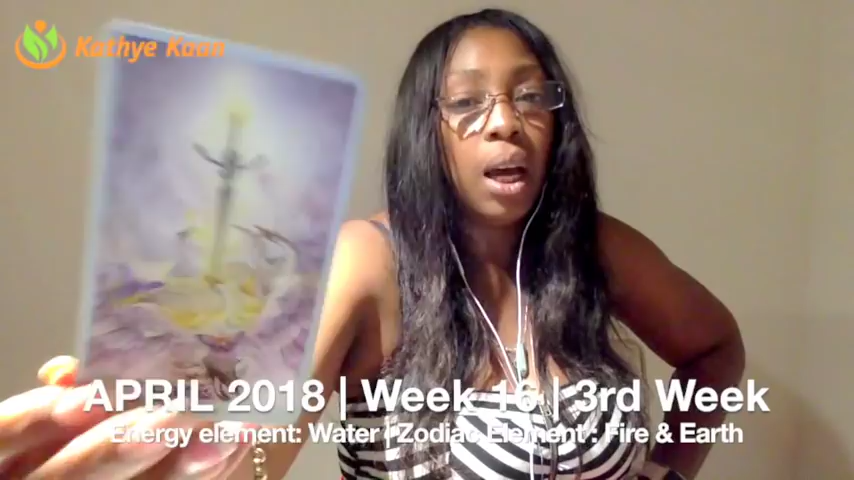 Kathye Kaan
APRIL 2018 | Week 16 | 3rd Week
Energy element: Water | Zodiac Element : Fire & Earth